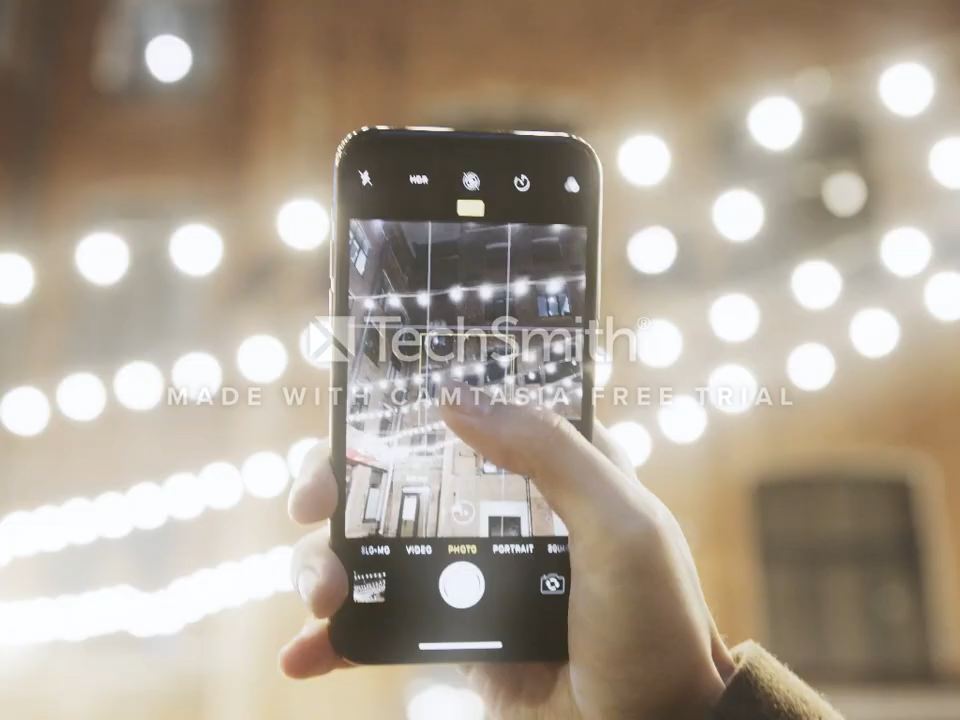 HDR
TechSmith®
MADE WITH CAMTASIA FREE TRIAL
SLO-MO VIDEO PHOTO PORTRAIT